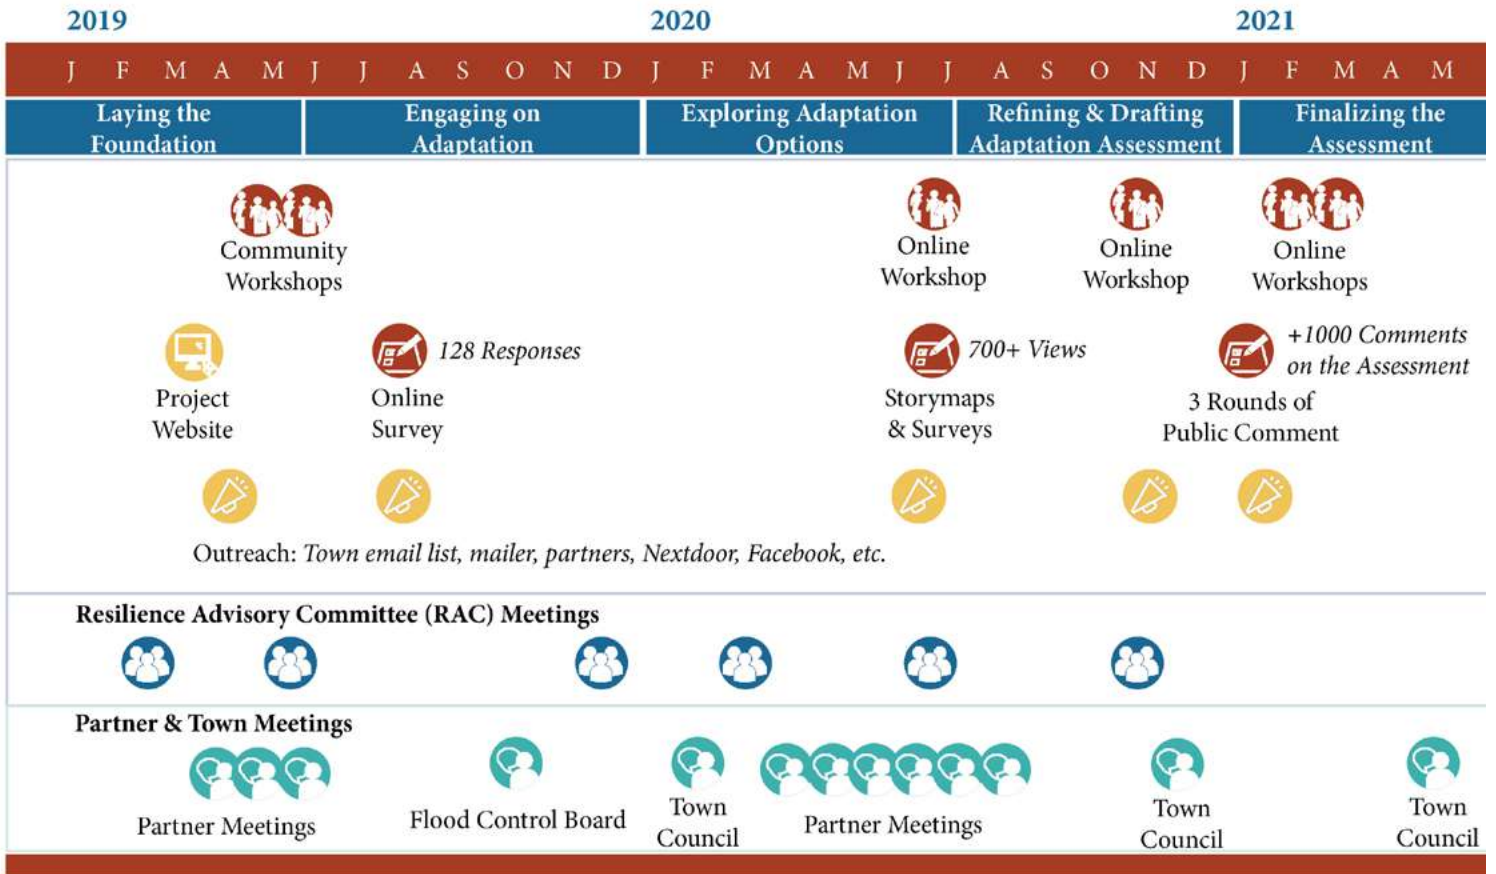 2019 2020 2021
J F M A M J J A S O N D J F M A M J J A S O N D J F M A M
Laying the Foundation
Engaging on Adaptation
Exploring Adaptation Options
Refining & Drafting Adaptation Assessment
Finalizing the Assessment
Community
Workshops
Online
Workshop
Online
Workshop
Online
Workshops
Project
Website
128 Responses
Online
Survey
700+ Views
Storymaps
& Surveys
+1000 Comments
on the Assessment
3 Rounds of
Public Comment
Outreach: Town email list, mailer, partners, Nextdoor, Facebook, etc.
Resilience Advisory Committee (RAC) Meetings
Partner & Town Meetings
Partner Meetings
Flood Control Board
Town
Council
Partner Meetings
Town
Council
Town
Council